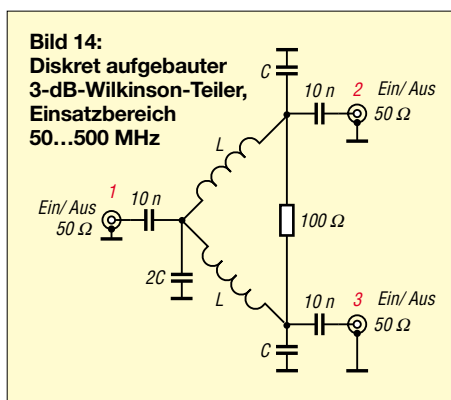 Bild 14:
Diskret aufgebauter
3-dB-Wilkinson-Teiler,
Einsatzbereich
50...500 MHz
C
10 n
2
Ein/ Aus
50 Ω
L
1
10 n
Ein/ Aus
50 Ω
100 Ω
2C
L
10 n
3
Ein/ Aus
50 Ω
C